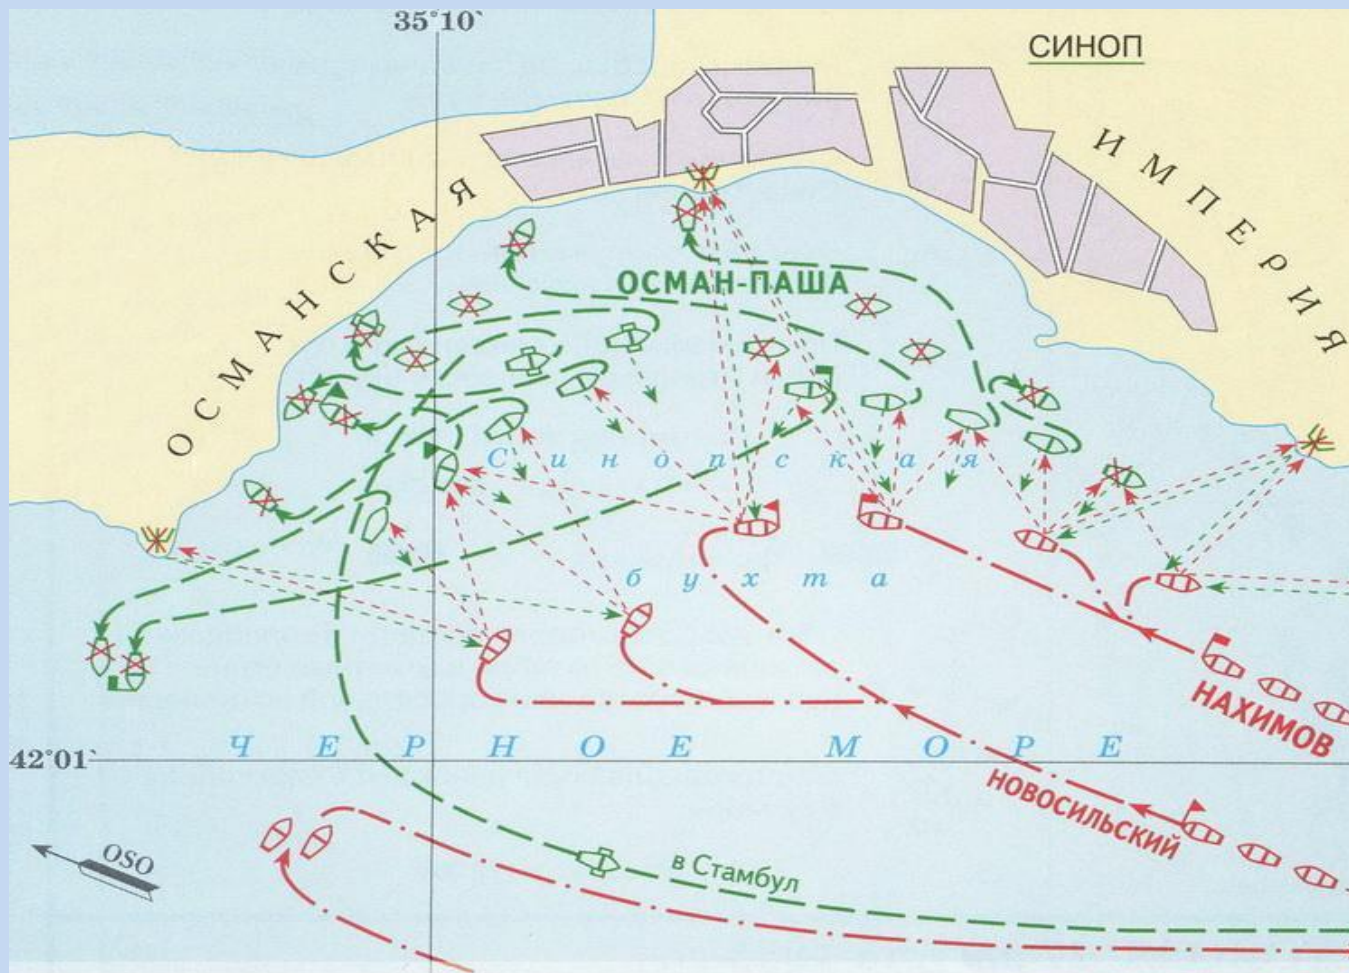 35°10`
СИНОП
ОСМАНСКАЯ
ИМПЕРИЯ
ОСМАН-ПАША
Синопская
бухта
НАХИМОВ
ЧЕРНОЕ МОРЕ
42°01`
НОВОСИЛЬСКИЙ
OSO
в Стамбул